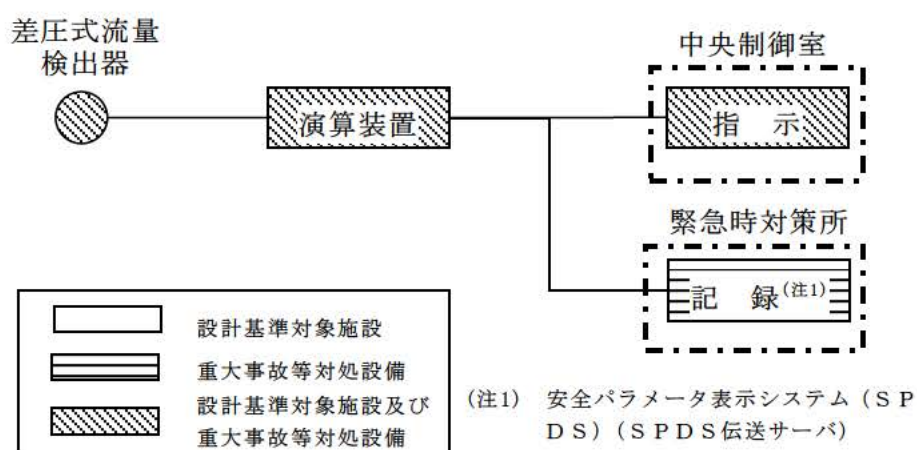 差圧式流量
検出器
中央制御室
演算装置
指　示
緊急時対策所
記　録(注1)
設計基準対象施設
重大事故等対処設備
設計基準対象施設及び
重大事故等対処設備
(注1)　安全パラメータ表示システム（ＳＰ
ＤＳ）（ＳＰＤＳ伝送サーバ）